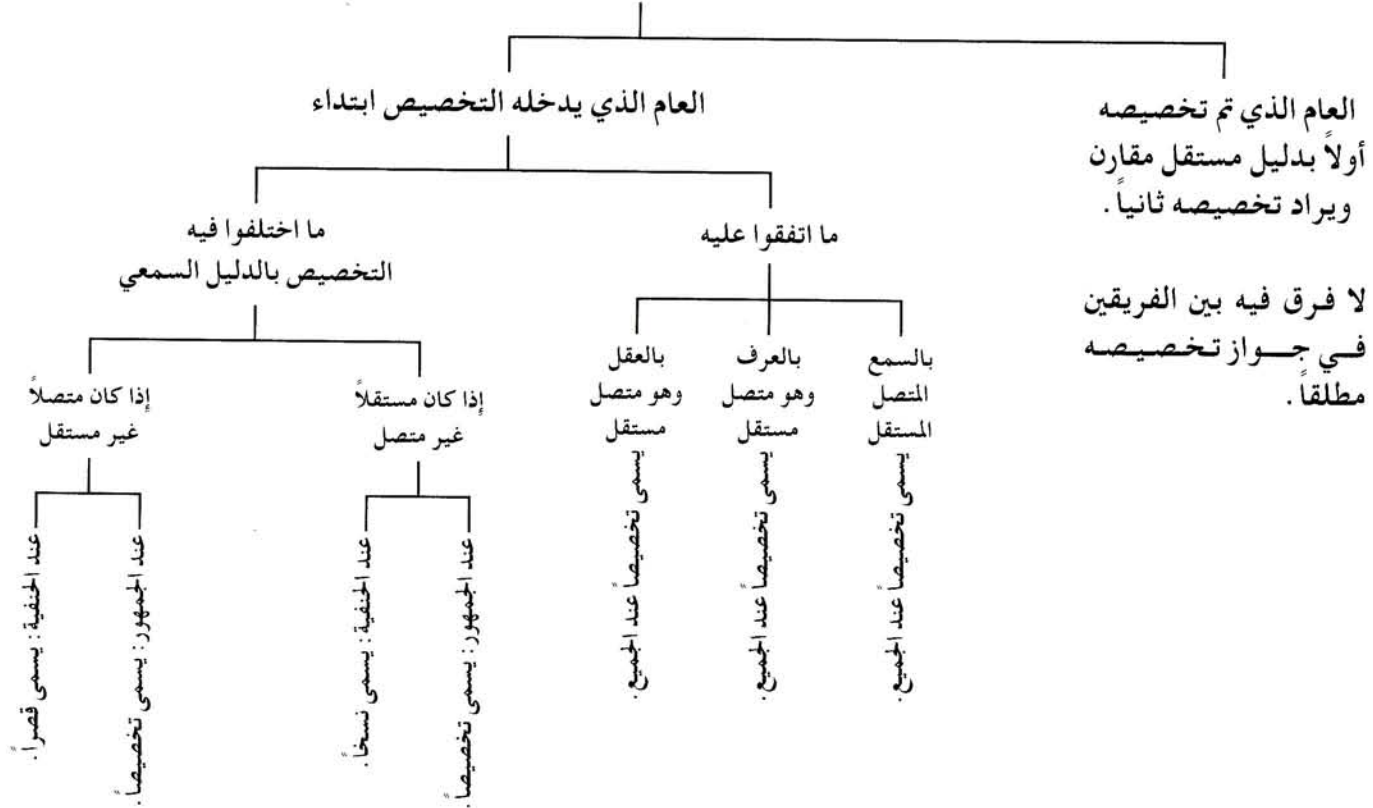 العام الذي تم تخصيصه
أولاً بدليل مستقل مقارن
ويراد تخصيصه ثانياً .
لا فرق فيه بين الفريقين
في جواز تخصيصه
مطلقاً .
العام الذي يدخله التخصيص ابتداء
ما اتفقوا عليه
بالسمع
المتصل
المستقل
يسمى تخصيصاً عند الجميع .
بالعرف
وهو متصل
مستقل
يسمى تخصيصاً عند الجميع .
بالعقل
وهو متصل
مستقل
يسمى تخصيصاً عند الجميع .
ما اختلفوا فيه
التخصيص بالدليل السمعي
إذا كان مستقلاً
غير متصل
عند الجمهور : يسمى تخصيصاً .
عند الحنفية : يسمى نسخاً .
إذا كان متصلاً
غير مستقل
عند الجمهور : يسمى تخصيصاً .
عند الحنفية : يسمى قصراً .